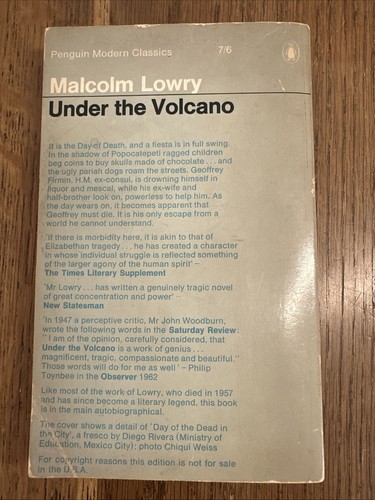 Penguin Modern Classics 7/6
Malcolm Lowry
Under the Volcano
It is the Day of Death, and a fiesta is in full swing.
In the shadow of Popocatepetl ragged children
beg coins to buy skulls made of chocolate... and
the ugly pariah dogs roam the streets. Geoffrey
Firmin, H.M. ex-consul, is drowning himself in
liquor and mescal, while his ex-wife and
half-brother look on, powerless to help him. As
the day wears on, it becomes apparent that
Geoffrey must die. It is his only escape from a
world he cannot understand.
'If there is morbidity here, it is akin to that of
Elizabethan tragedy... he has created a character
in whose individual struggle is reflected something
of the larger agony of the human spirit' –
The Times Literary Supplement
'Mr Lowry... has written a genuinely tragic novel
of great concentration and power' –
New Statesman
'In 1947 a perceptive critic, Mr John Woodburn,
wrote the following words in the Saturday Review:
"I am of the opinion, carefully considered, that
Under the Volcano is a work of genius...
magnificent, tragic, compassionate and beautiful."
Those words will do for me as well' – Philip
Toynbee in the Observer 1962
Like most of the work of Lowry, who died in 1957
and has since become a literary legend, this book
is in the main autobiographical.
The cover shows a detail of 'Day of the Dead in
the City', a fresco by Diego Rivera (Ministry of
Education, Mexico City): photo Chiqui Weiss
For copyright reasons this edition is not for sale
in the U.S.A.